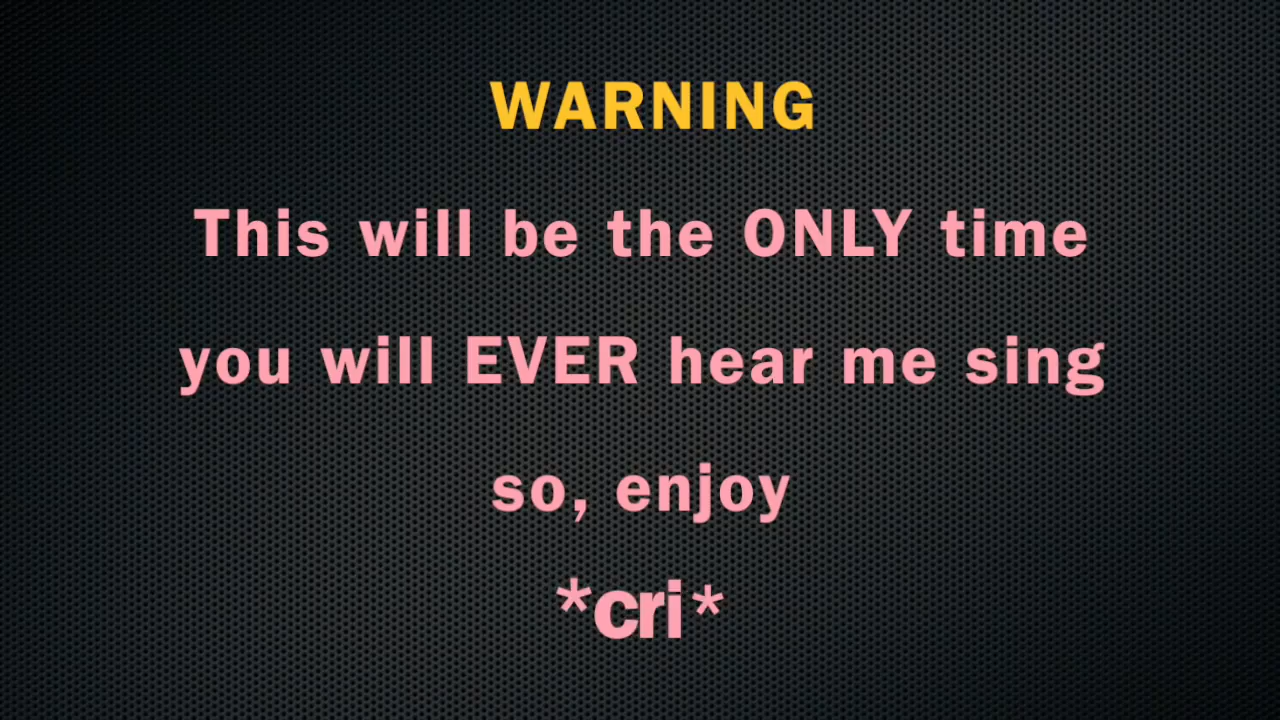 WARNING
This will be the ONLY time
you will EVER hear me sing
so, enjoy
*cri*